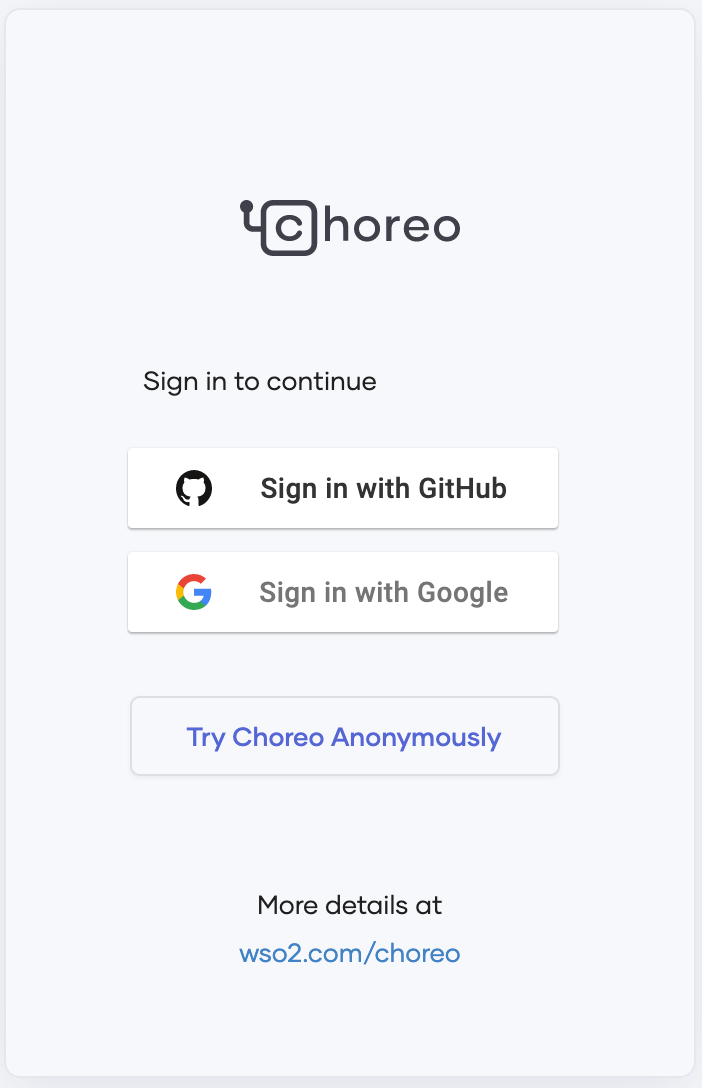 choreo
Sign in to continue
Sign in with GitHub
Sign in with Google
Try Choreo Anonymously
More details at
wso2.com/choreo